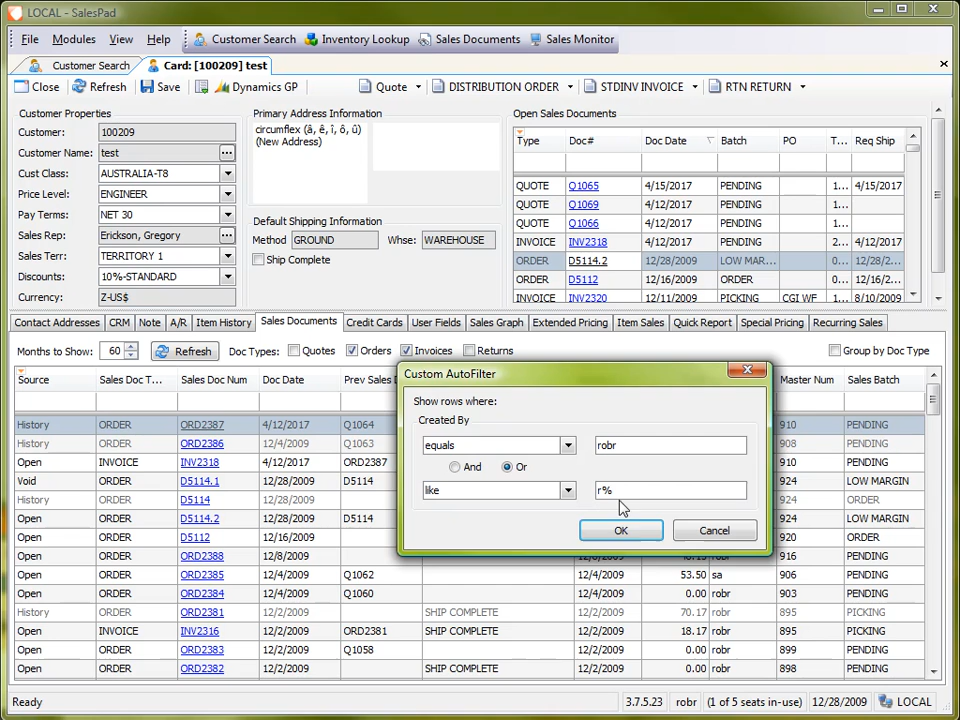 LOCAL - SalesPad
File Modules View Help Customer Search Inventory Lookup Sales Documents Sales Monitor
Customer Search Card: [100209] test
Close Refresh Save Dynamics GP Quote DISTRIBUTION ORDER STDINV INVOICE RTN RETURN
Customer Properties
Customer: 100209
Customer Name: test
Cust Class: AUSTRALIA-T8
Price Level: ENGINEER
Pay Terms: NET 30
Sales Rep: Erickson, Gregory
Sales Terr: TERRITORY 1
Discounts: 10%-STANDARD
Currency: Z-US$
Primary Address Information
circumflex (â, ê, î, ô, û)
(New Address)
Default Shipping Information
Method GROUND Whse: WAREHOUSE
Ship Complete
Open Sales Documents
Type Doc# Doc Date Batch PO T... Req Ship
QUOTE Q1065 4/15/2017 PENDING 1... 4/15/2017
QUOTE Q1069 4/12/2017 PENDING 1...
QUOTE Q1066 4/12/2017 PENDING 1...
INVOICE INV2318 4/12/2017 PENDING 2... 4/12/2017
ORDER D5114.2 12/28/2009 LOW MAR... 0... 12/28/2...
ORDER D5112 12/16/2009 ORDER 1... 12/16/2...
INVOICE INV2320 12/11/2009 PICKING CGI WF 1... 8/10/2009
Contact Addresses CRM Note A/R Item History Sales Documents Credit Cards User Fields Sales Graph Extended Pricing Item Sales Quick Report Special Pricing Recurring Sales
Months to Show: 60 Refresh Doc Types: Quotes Orders Invoices Returns Group by Doc Type
Source Sales Doc T... Sales Doc Num Doc Date Prev Sales Master Num Sales Batch
History ORDER ORD2387 4/12/2017 Q1064 910 PENDING
History ORDER ORD2386 12/4/2009 Q1063 908 PENDING
Open INVOICE INV2318 4/12/2017 ORD2387 910 PENDING
Void ORDER D5114.1 12/28/2009 D5114 924 LOW MARGIN
History ORDER D5114 12/28/2009 924 ORDER
Open ORDER D5114.2 12/28/2009 D5114 924 LOW MARGIN
Open ORDER D5112 12/16/2009 920 ORDER
Open ORDER ORD2388 12/8/2009 916 PENDING
Open ORDER ORD2385 12/4/2009 Q1062 12/4/2009 53.50 sa 906 PENDING
Open ORDER ORD2384 12/4/2009 Q1060 12/4/2009 0.00 robr 903 PENDING
History ORDER ORD2381 12/2/2009 SHIP COMPLETE 12/2/2009 70.17 robr 895 PICKING
Open INVOICE INV2316 12/2/2009 ORD2381 SHIP COMPLETE 12/2/2009 18.17 robr 895 PICKING
Open ORDER ORD2383 12/2/2009 Q1058 12/2/2009 0.00 robr 899 PENDING
Open ORDER ORD2382 12/2/2009 SHIP COMPLETE 12/2/2009 0.00 robr 898 PENDING
Custom AutoFilter
Show rows where:
Created By
equals robr
And Or
like r%
OK Cancel
Ready 3.7.5.23 robr (1 of 5 seats in-use) 12/28/2009 LOCAL